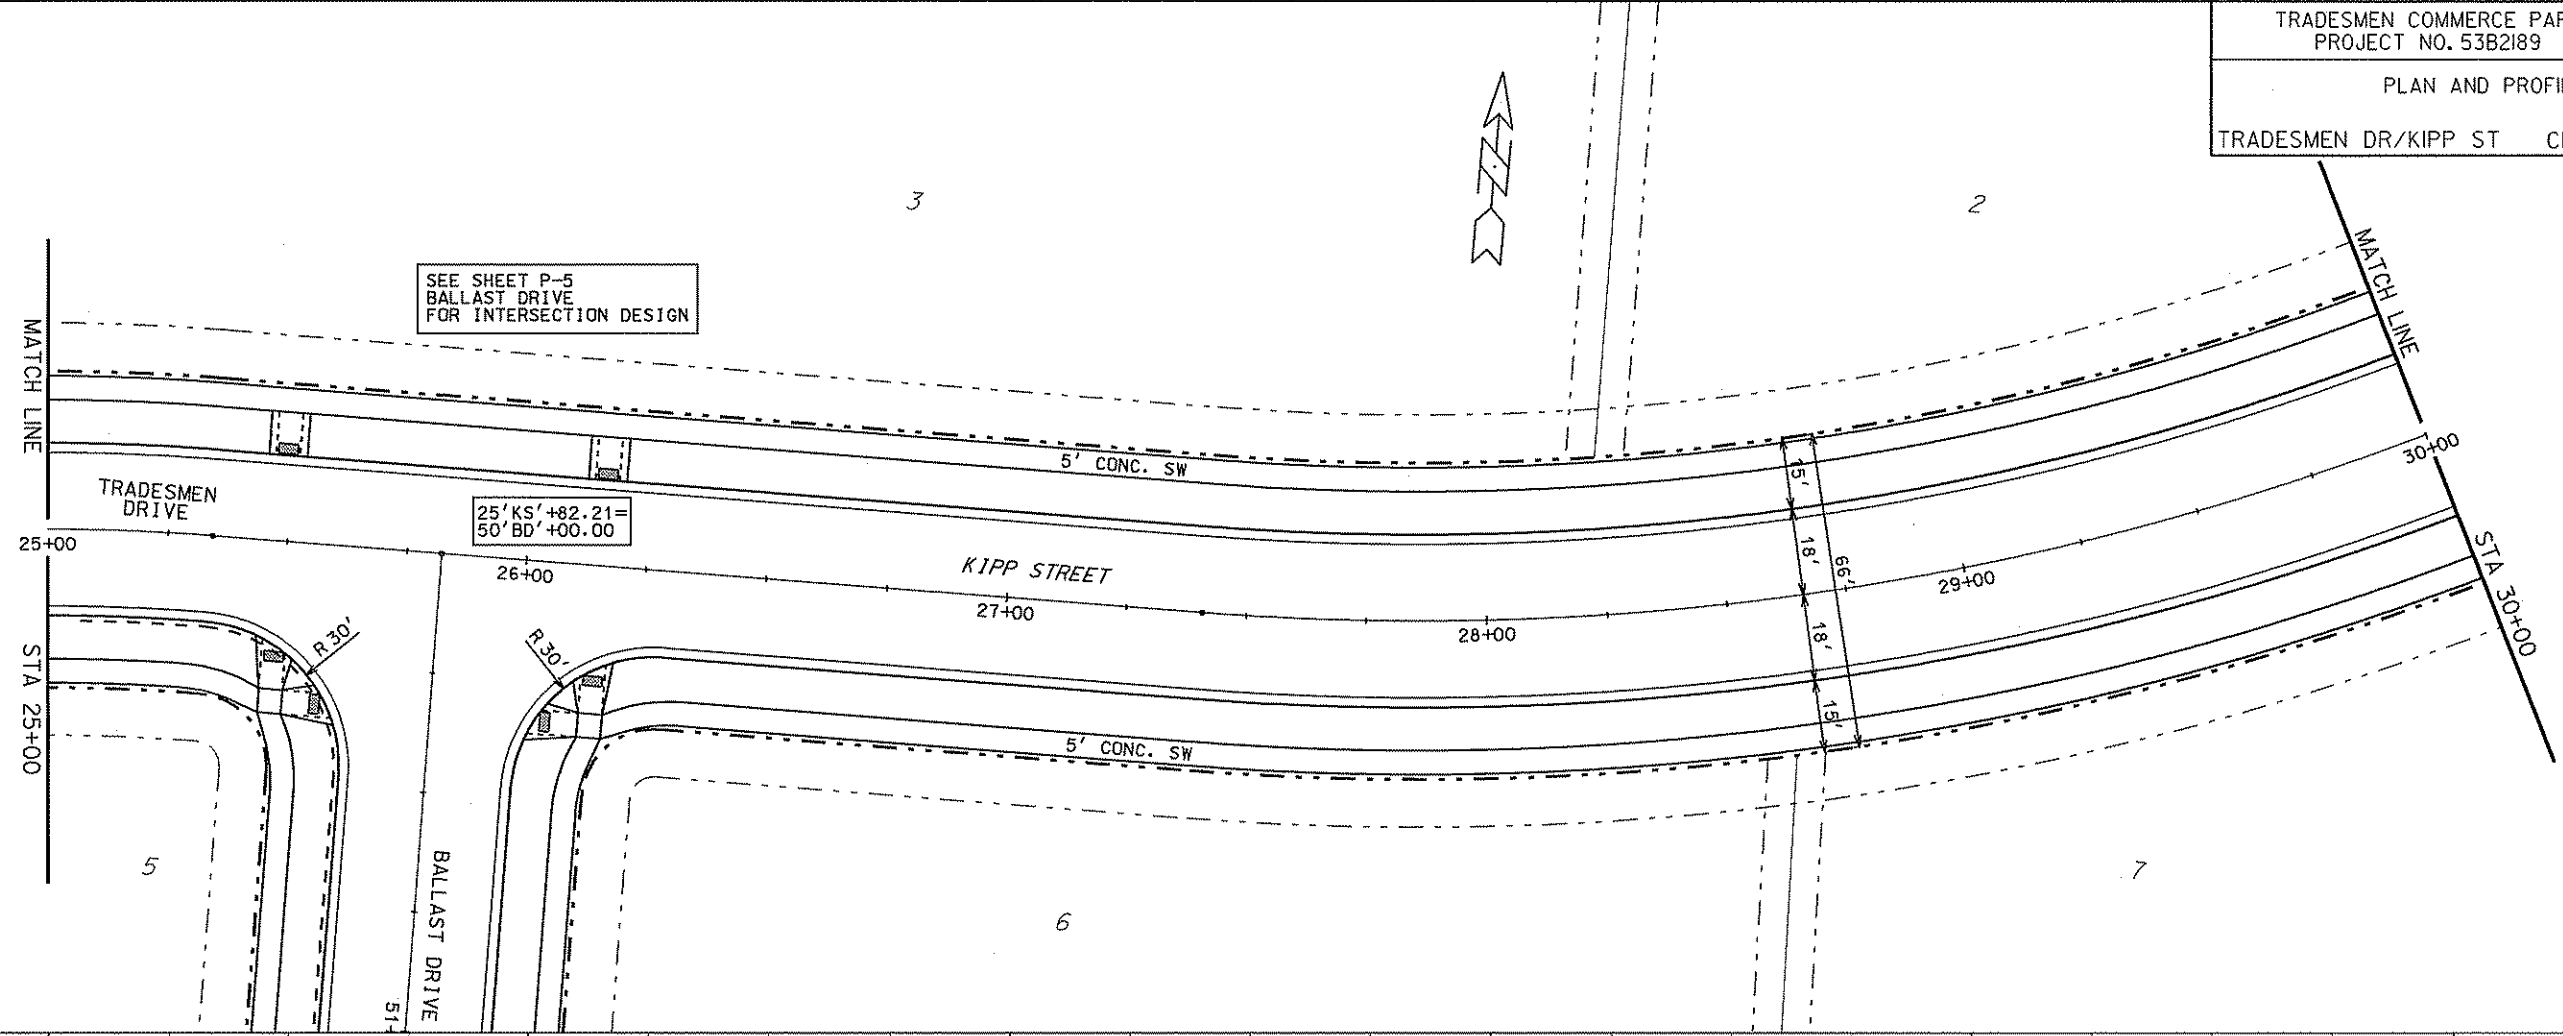 TRADESMEN COMMERCE
PROJECT NO. 53B2189
PLAN AND
TRADESMEN DR/KIPP ST
3
2
SEE SHEET P-5
BALLAST DRIVE
FOR INTERSECTION DESIGN
MATCH LINE
MATCH LINE
5' CONC. SW
TRADESMEN
DRIVE
25'KS'+82.21=
50'BD'+00.00
25+00
26+00
KIPP STREET
27+00
28+00
29+00
30+00
15'
18'
66'
18'
15'
R 30'
R 30'
STA 25+00
STA 30+00
5' CONC. SW
5
BALLAST DRIVE
6
7